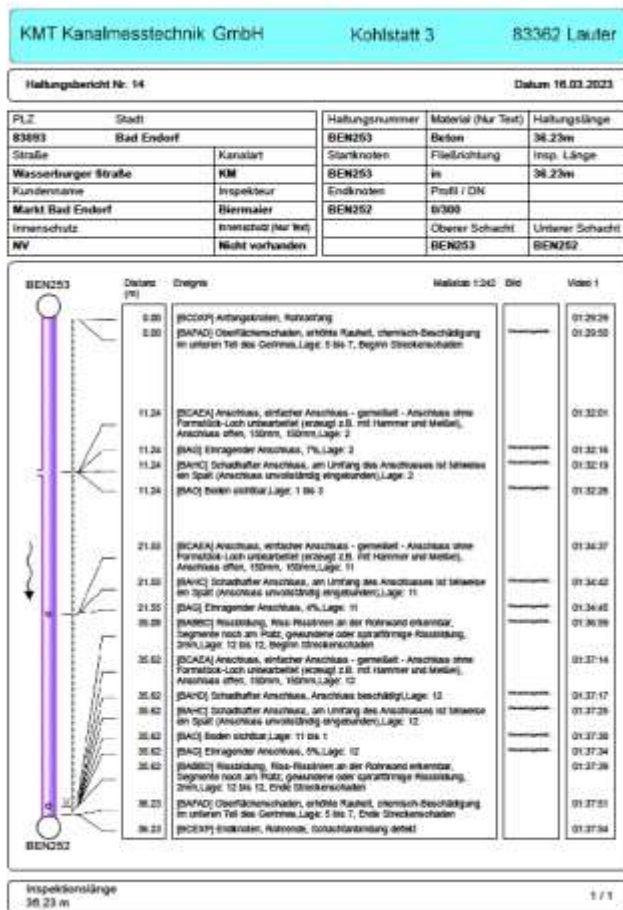 KMT Kanalmesstechnik GmbH Kohlstatt 3 83362 Lauter
Haltungsbericht Nr. 14 Datum 16.03.2023
PLZ Stadt Haltungsnummer Material (Nur Text) Haltungslänge
83093 Bad Endorf BEN253 Beton 36.23m
Straße Kanalart Startknoten Fließrichtung Insp. Länge
Wasserburger Straße KM BEN253 in 36.23m
Kundenname Inspekteur Endknoten Profil / DN
Markt Bad Endorf Biermaier BEN252 0/300
Innenschutz Innenschutz (Nur Text) Oberer Schacht Unterer Schacht
NV Nicht vorhanden BEN253 BEN252
BEN253 Distanz Ereignis Maßstab 1:242 Bild Video 1
(m)
0.00 [BCDXP] Anfangsknoten, Rohranfang 01:29:29
0.00 [BAFAD] Oberflächenschaden, erhöhte Rauheit, chemisch-Beschädigung 01:29:50
im unteren Teil des Gerinnes,Lage: 5 bis 7, Beginn Streckenschaden
11.24 [BCAEA] Anschluss, einfacher Anschluss - gemeißelt - Anschluss ohne 01:32:01
Formstück-Loch unbearbeitet (erzeugt z.B. mit Hammer und Meißel),
Anschluss offen, 150mm, 150mm,Lage: 2
11.24 [BAG] Einragender Anschluss, 7%,Lage: 2 01:32:16
11.24 [BAHC] Schadhafter Anschluss, am Umfang des Anschlusses ist teilweise 01:32:19
ein Spalt (Anschluss unvollständig eingebunden),Lage: 2
11.24 [BAO] Boden sichtbar,Lage: 1 bis 3 01:32:26
21.55 [BCAEA] Anschluss, einfacher Anschluss - gemeißelt - Anschluss ohne 01:34:37
Formstück-Loch unbearbeitet (erzeugt z.B. mit Hammer und Meißel),
Anschluss offen, 150mm, 150mm,Lage: 11
21.55 [BAHC] Schadhafter Anschluss, am Umfang des Anschlusses ist teilweise 01:34:42
ein Spalt (Anschluss unvollständig eingebunden),Lage: 11
21.55 [BAG] Einragender Anschluss, 4%,Lage: 11 01:34:45
35.09 [BABBC] Rissbildung, Riss-Risslinien an der Rohrwand erkennbar, 01:36:59
Segmente noch am Platz, gewundene oder spiralförmige Rissbildung,
2mm,Lage: 12 bis 12, Beginn Streckenschaden
35.62 [BCAEA] Anschluss, einfacher Anschluss - gemeißelt - Anschluss ohne 01:37:14
Formstück-Loch unbearbeitet (erzeugt z.B. mit Hammer und Meißel),
Anschluss offen, 150mm, 150mm,Lage: 12
35.62 [BAHD] Schadhafter Anschluss, Anschluss beschädigt,Lage: 12 01:37:17
35.62 [BAHC] Schadhafter Anschluss, am Umfang des Anschlusses ist teilweise 01:37:25
ein Spalt (Anschluss unvollständig eingebunden),Lage: 12
35.62 [BAO] Boden sichtbar,Lage: 11 bis 1 01:37:30
35.62 [BAG] Einragender Anschluss, 5%,Lage: 12 01:37:34
35.62 Rissbildung, Riss-Risslinien an der Rohrwand erkennbar, 01:37:39
Segmente noch am Platz, gewundene oder spiralförmige Rissbildung,
2mm,Lage: 12 bis 12, Ende Streckenschaden
36.23 [BAFAD] Oberflächenschaden, erhöhte Rauheit, chemisch-Beschädigung 01:37:51
im unteren Teil des Gerinnes,Lage: 5 bis 7, Ende Streckenschaden
36.23 [BCEXP] Endknoten, Rohrende, Schachtanbindung defekt 01:37:54
BEN252
Inspektionslänge
36.23 m 1 / 1